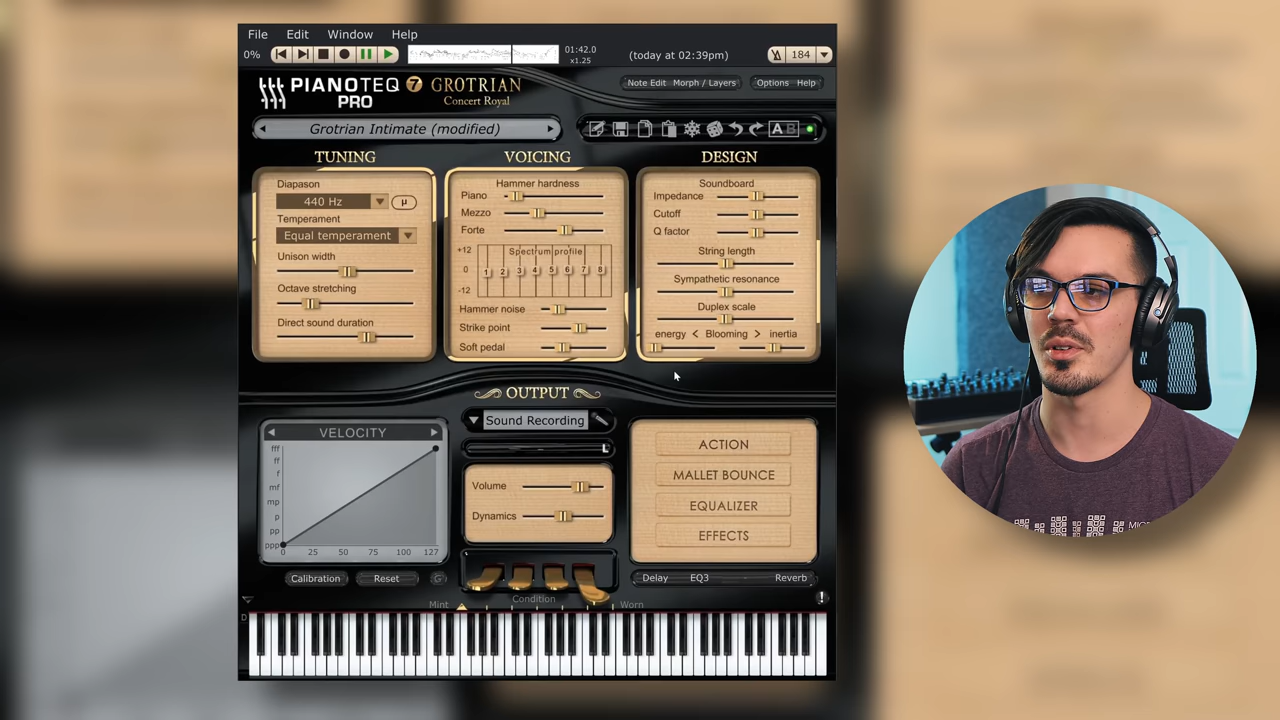 File Edit Window Help
0% 01:42.0 x1.25 (today at 02:39pm) 184
PIANOTEQ 7 GROTRIAN
PRO Concert Royal
Note Edit Morph / Layers Options Help
Grotrian Intimate (modified) A B
TUNING
Diapason
440 Hz μ
Temperament
Equal temperament
Unison width
Octave stretching
Direct sound duration
VOICING
Hammer hardness
Piano
Mezzo
Forte
Spectrum profile
+12
0
-12
1 2 3 4 5 6 7 8
Hammer noise
Strike point
Soft pedal
DESIGN
Soundboard
Impedance
Cutoff
Q factor
String length
Sympathetic resonance
Duplex scale
energy < Blooming > inertia
OUTPUT
VELOCITY
fff
ff
f
mf
mp
p
pp
ppp
0 25 50 75 100 127
Calibration Reset
Sound Recording
L
Volume
Dynamics
ACTION
MALLET BOUNCE
EQUALIZER
EFFECTS
Delay EQ3 - Reverb
Mint Condition Worn !
D